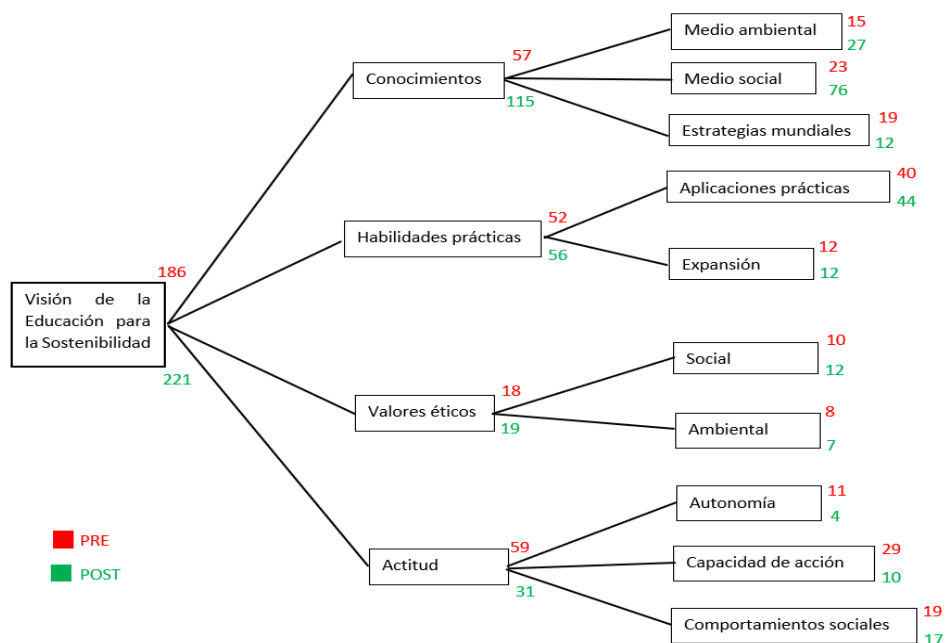 15
Medio ambiental
27
57
23
Conocimientos
Medio social
115
76
19
Estrategias mundiales
12
40
Aplicaciones prácticas
44
52
Habilidades prácticas
56
12
Expansión
12
186
Visión de la
Educación para
la Sostenibilidad
221
10
Social
12
18
Valores éticos
19
8
Ambiental
7
11
Autonomía
4
PRE
POST
59
Actitud
31
29
Capacidad de acción
10
19
Comportamientos sociales
17